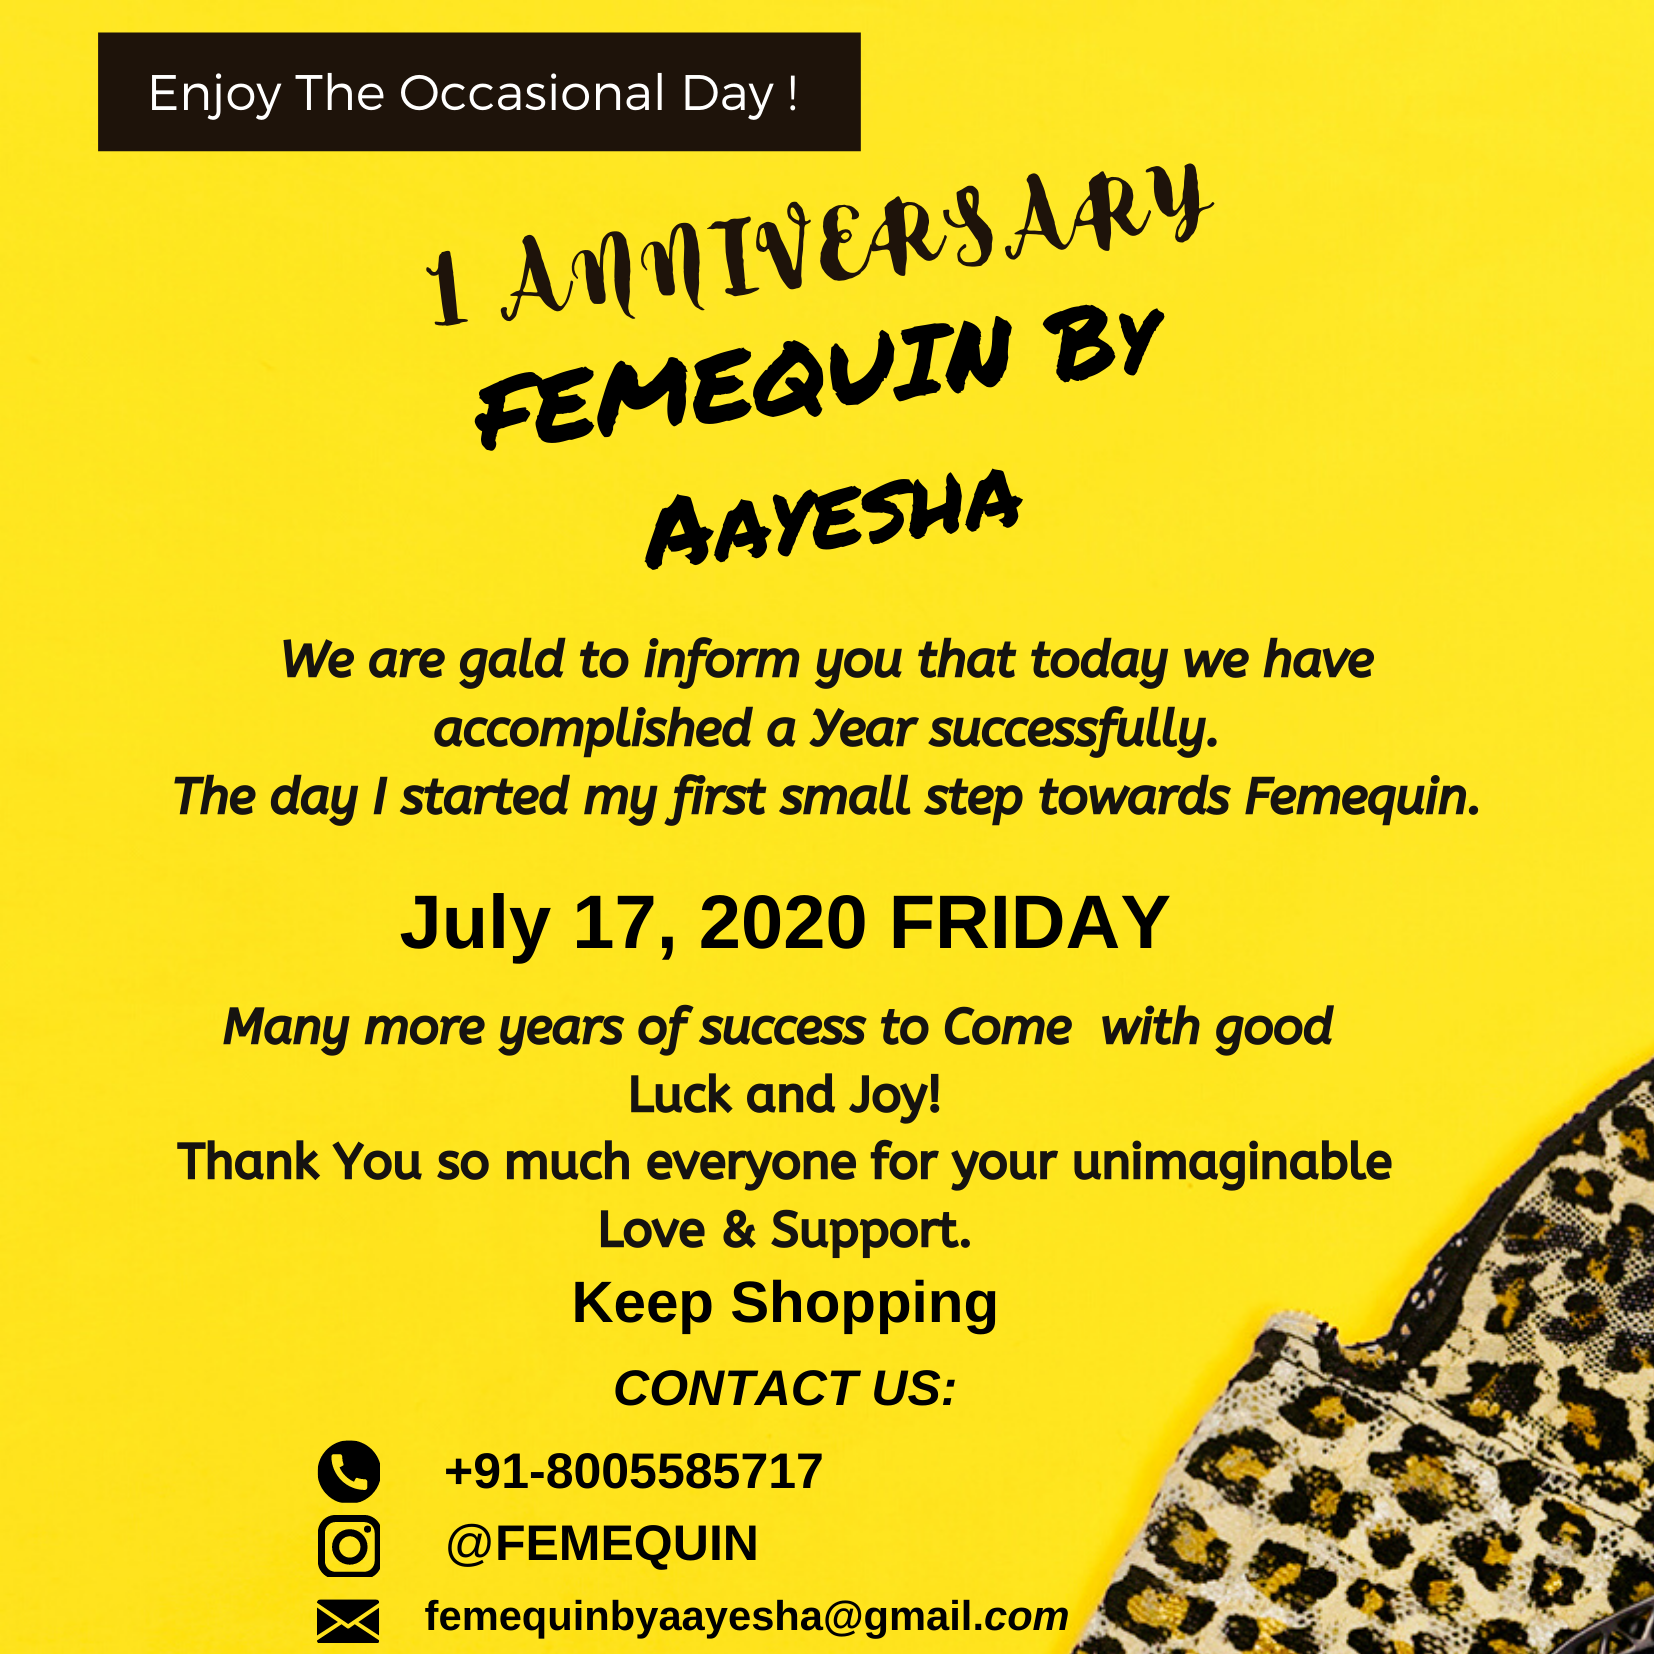 Enjoy The Occasional Day !
1 ANNIVERSARY
FEMEQUIN By
AAYESHA
We are gald to inform you that today we have
accomplished a Year successfully.
The day I started my first small step towards Femequin.
July 17, 2020 FRIDAY
Many more years of success to Come  with good
Luck and Joy!
Thank You so much everyone for your unimaginable
Love & Support.
Keep Shopping
CONTACT US:
+91-8005585717
@FEMEQUIN
femequinbyaayesha@gmail.com